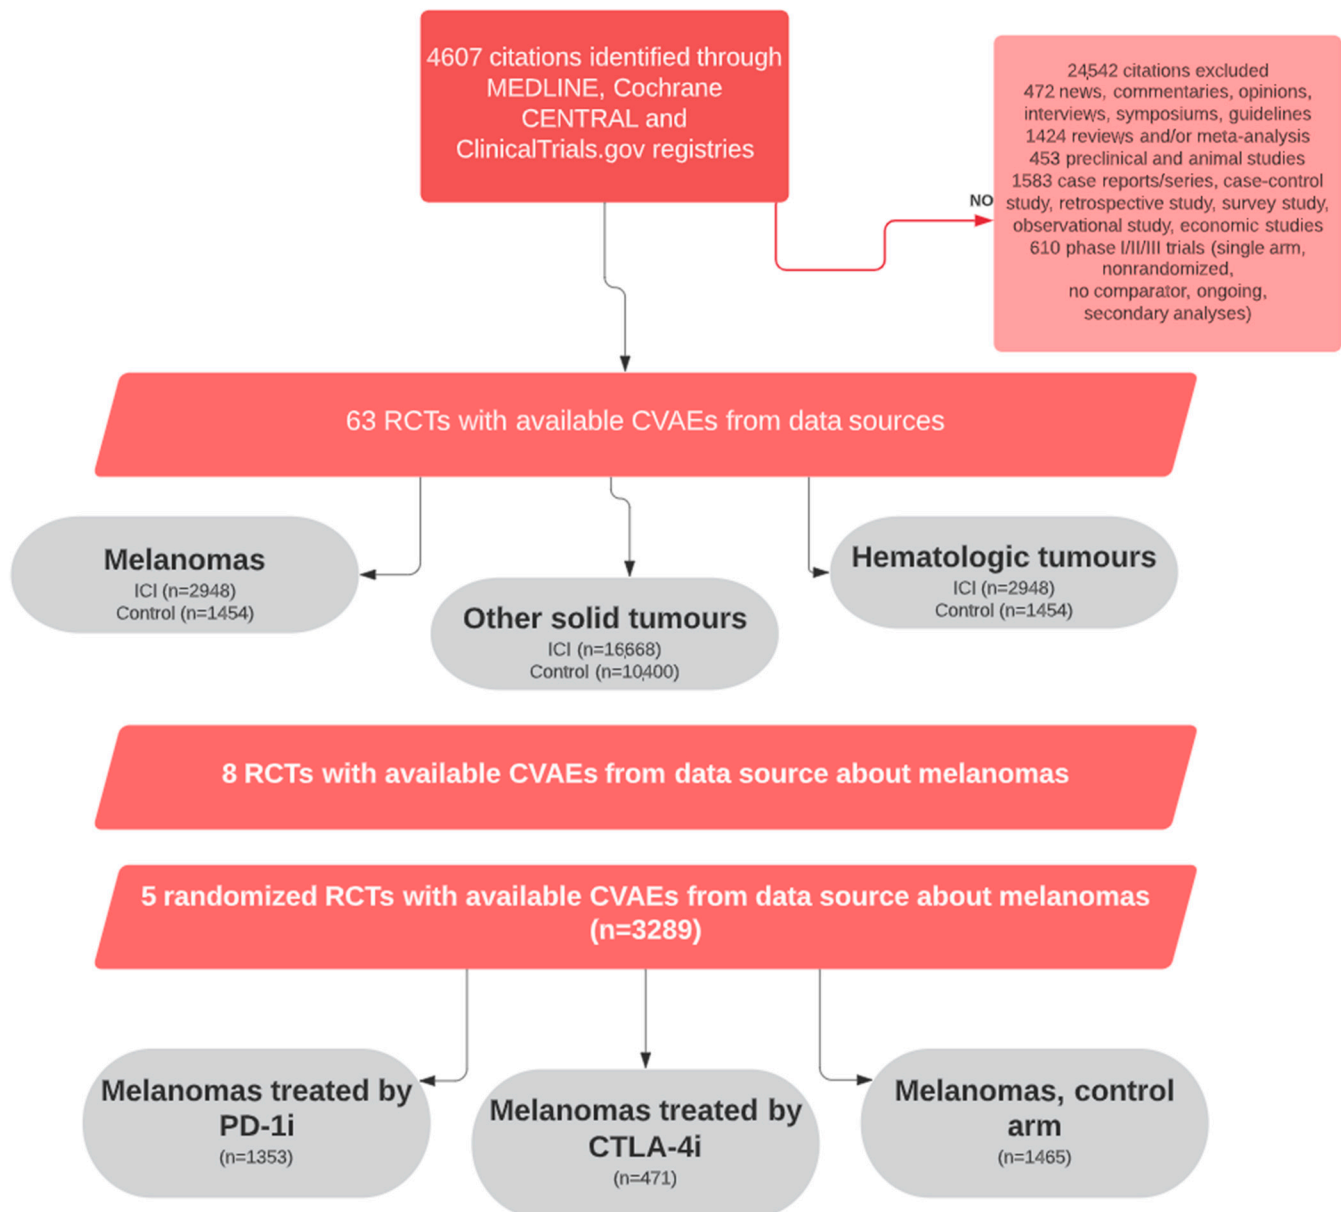 4607 citations identified through
MEDLINE, Cochrane
CENTRAL and
ClinicalTrials.gov registries
24,542 citations excluded
472 news, commentaries, opinions,
interviews, symposiums, guidelines
1424 reviews and/or meta-analysis
453 preclinical and animal studies
1583 case reports/series, case-control
study, retrospective study, survey study,
observational study, economic studies
610 phase I/II/III trials (single arm,
nonrandomized,
no comparator, ongoing,
secondary analyses)
NO
63 RCTs with available CVAEs from data sources
Melanomas
ICI (n=2948)
Control (n=1454)
Other solid tumours
ICI (n=16,668)
Control (n=10,400)
Hematologic tumours
ICI (n=2948)
Control (n=1454)
8 RCTs with available CVAEs from data source about melanomas
5 randomized RCTs with available CVAEs from data source about melanomas
(n=3289)
Melanomas treated by
PD-1i
(n=1353)
Melanomas treated by
CTLA-4i
(n=471)
Melanomas, control
arm
(n=1465)